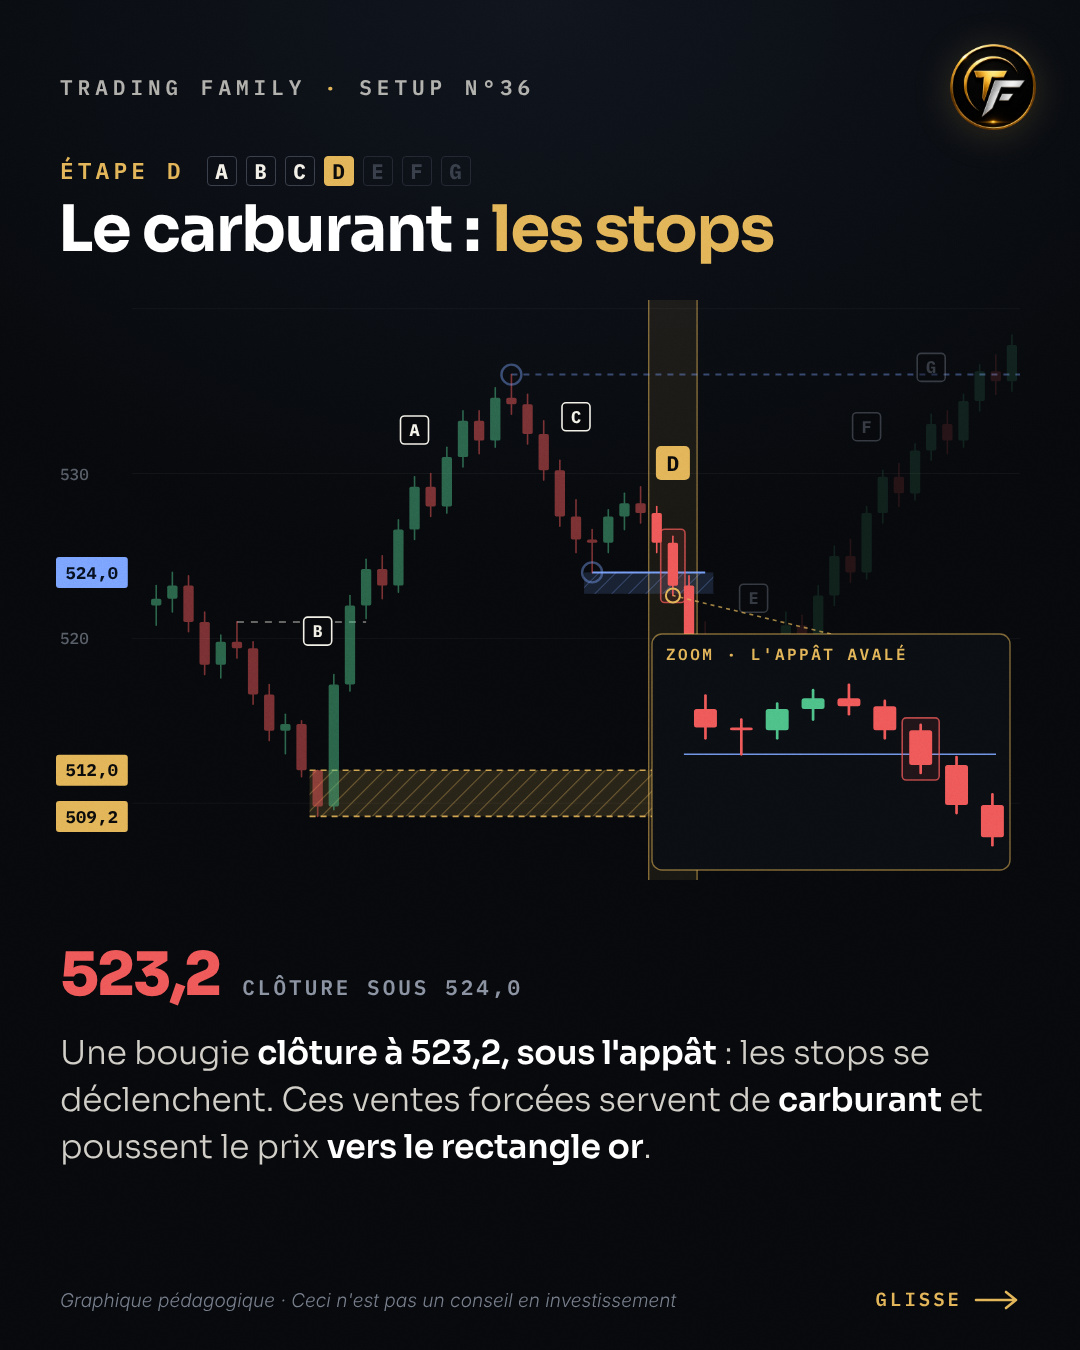 TRADING FAMILY · SETUP N°36
TF
ÉTAPE D A B C D E F G
Le carburant : les stops
G
A
C
F
D
530
524,0
E
520
B
ZOOM · L'APPÂT AVALÉ
512,0
509,2
523,2 CLÔTURE SOUS 524,0
Une bougie clôture à 523,2, sous l'appât : les stops se
déclenchent. Ces ventes forcées servent de carburant et
poussent le prix vers le rectangle or.
Graphique pédagogique · Ceci n'est pas un conseil en investissement
GLISSE →